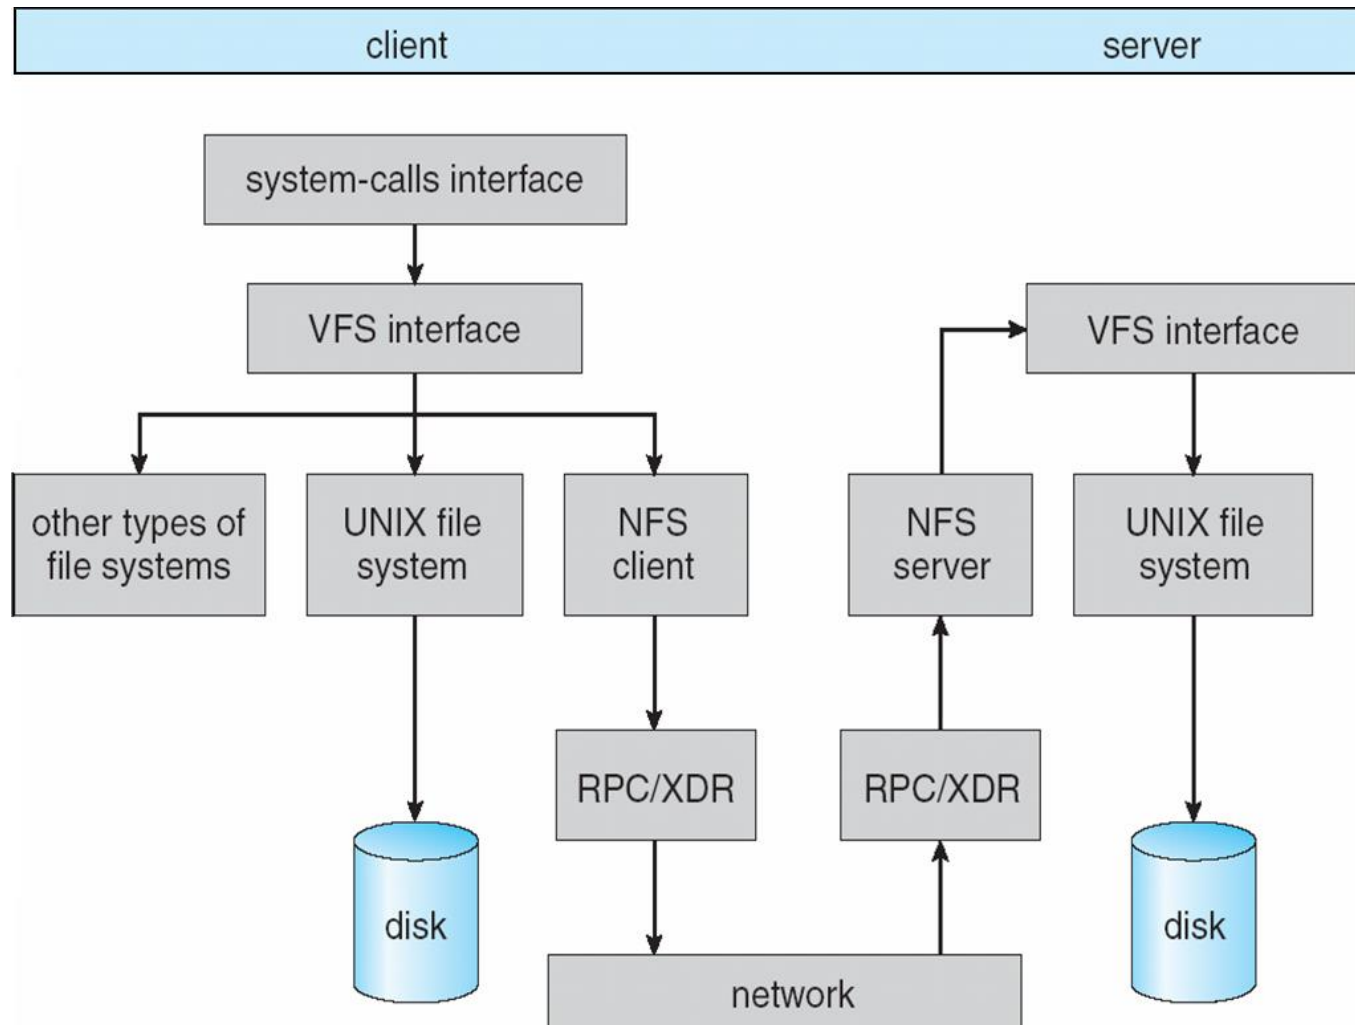 client
server
system-calls interface
VFS interface
VFS interface
other types of
file systems
UNIX file
system
NFS
client
NFS
server
UNIX file
system
RPC/XDR
RPC/XDR
disk
disk
network